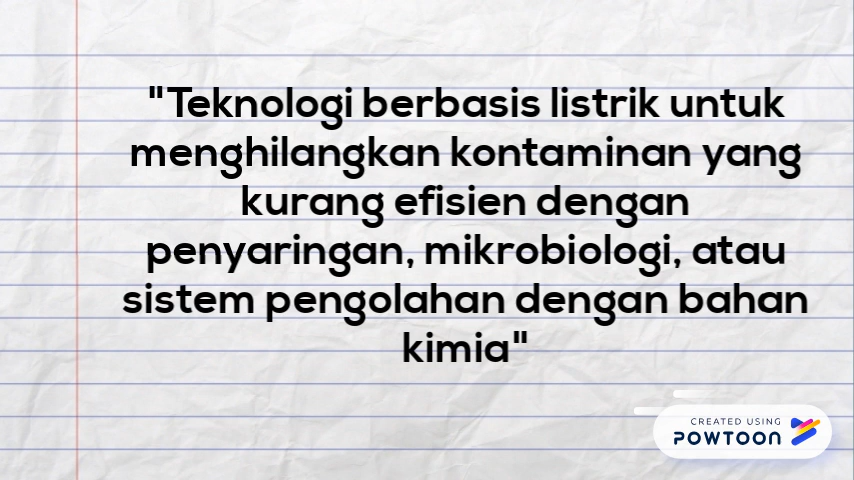 "Teknologi berbasis listrik untuk
menghilangkan kontaminan yang
kurang efisien dengan
penyaringan, mikrobiologi, atau
sistem pengolahan dengan bahan
kimia"
CREATED USING
POWTOON